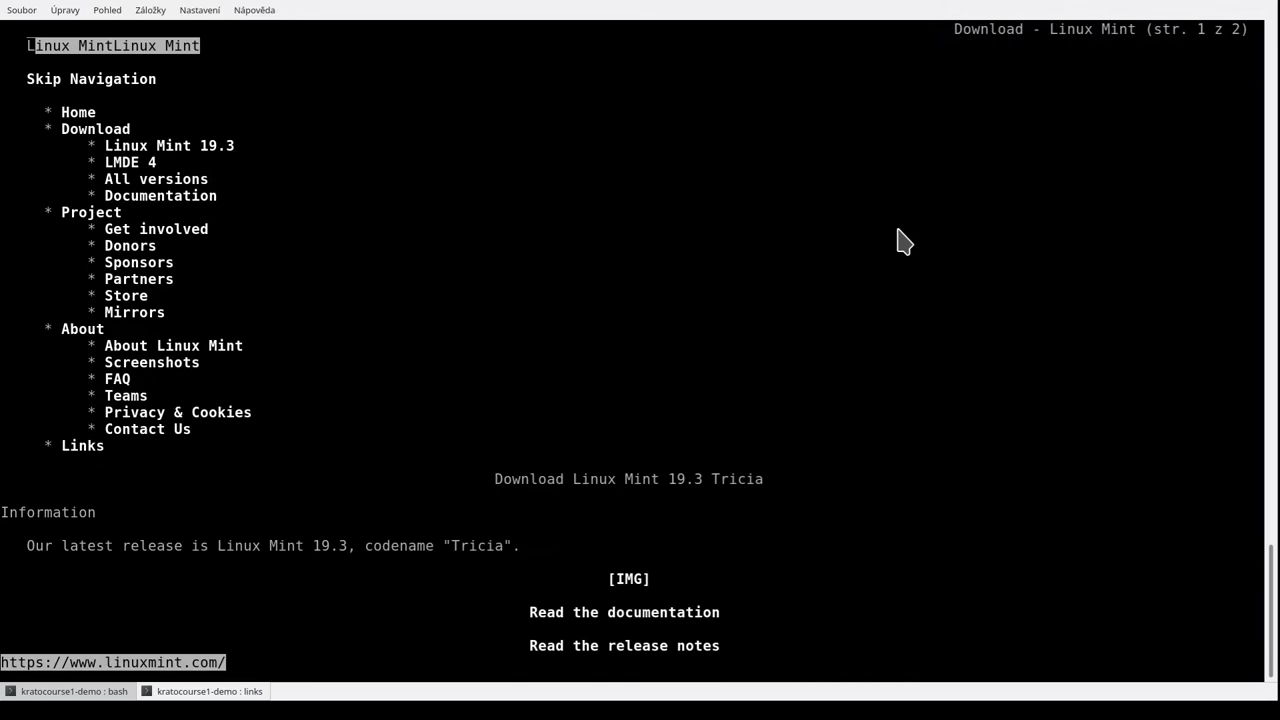 Soubor Úpravy Pohled Záložky Nastavení Nápověda
Download - Linux Mint (str. 1 z 2)
Linux MintLinux Mint
Skip Navigation
* Home
* Download
* Linux Mint 19.3
* LMDE 4
* All versions
* Documentation
* Project
* Get involved
* Donors
* Sponsors
* Partners
* Store
* Mirrors
* About
* About Linux Mint
* Screenshots
* FAQ
* Teams
* Privacy & Cookies
* Contact Us
* Links
Download Linux Mint 19.3 Tricia
Information
Our latest release is Linux Mint 19.3, codename "Tricia".
[IMG]
Read the documentation
Read the release notes
https://www.linuxmint.com/
kratocourse1-demo : bash kratocourse1-demo : links